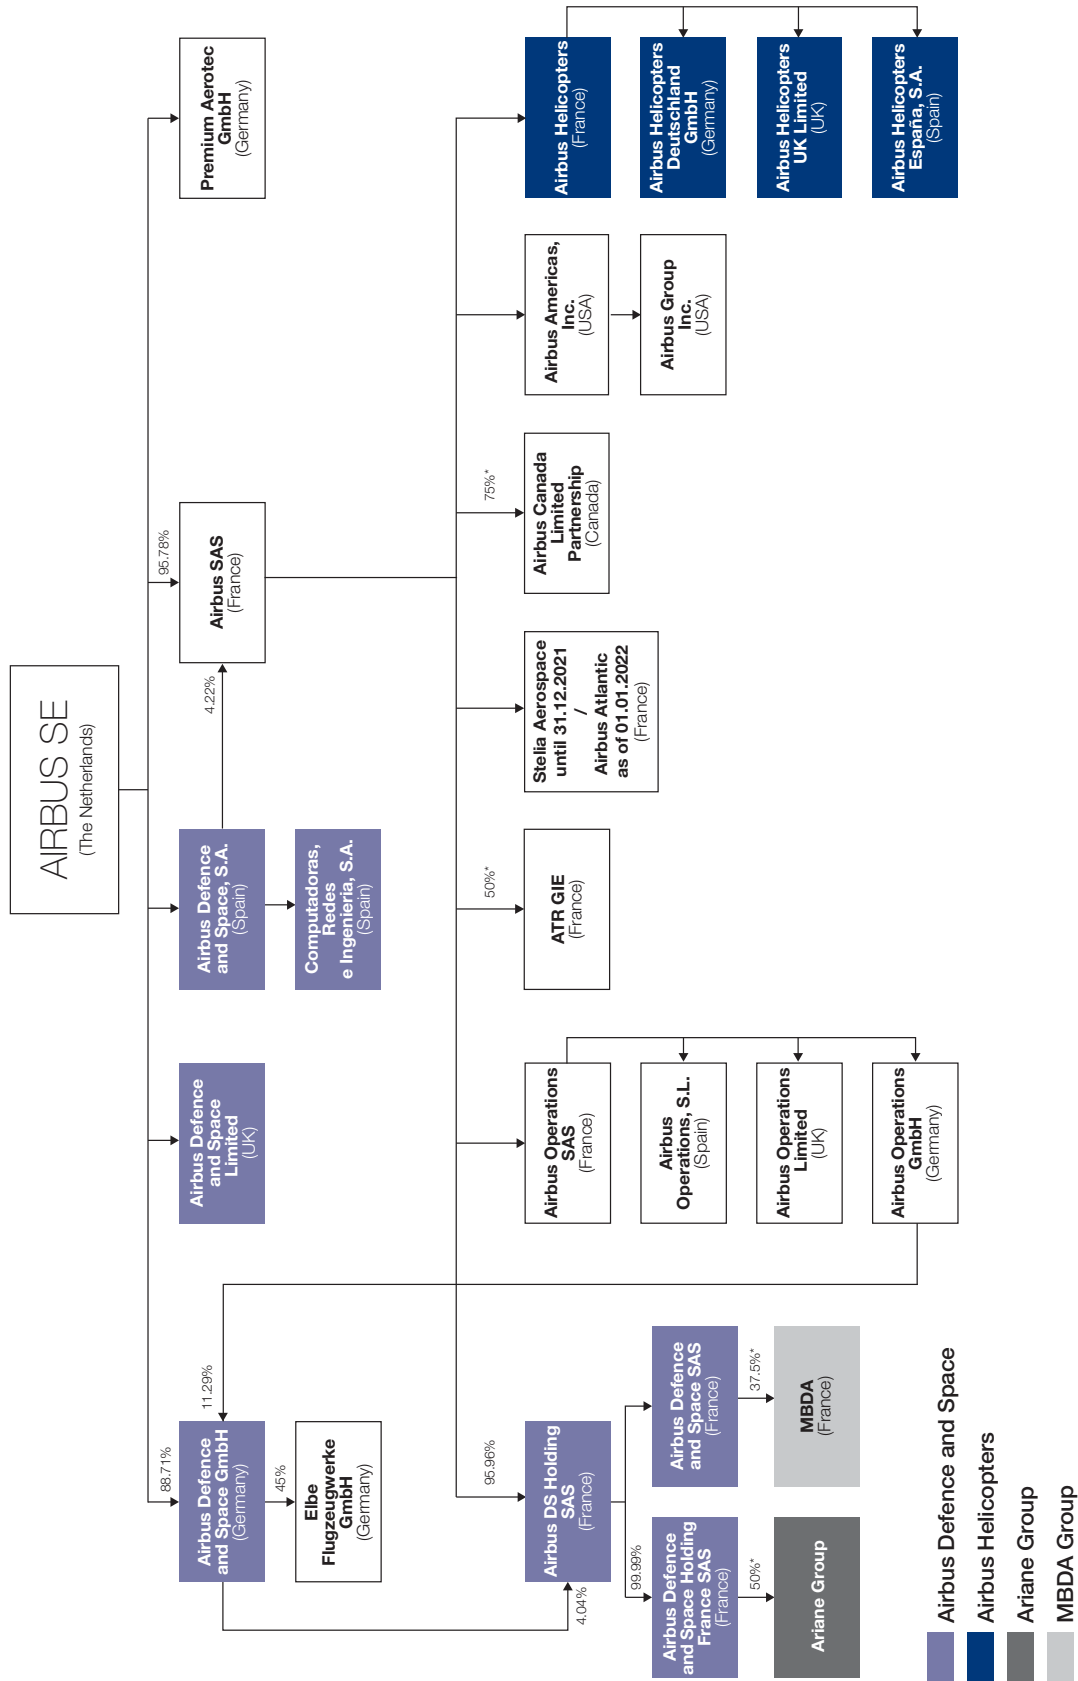 AIRBUS SE
(The Netherlands)
88.71%
95.78%
Airbus Defence
and Space GmbH
(Germany)
11.29%
Airbus Defence
and Space
Limited
(UK)
Airbus Defence
and Space, S.A.
(Spain)
4.22%
Airbus SAS
(France)
Premium Aerotec
GmbH
(Germany)
45%
Elbe
Flugzeugwerke
GmbH
(Germany)
Computadoras,
Redes
e Ingenieria, S.A.
(Spain)
4.04%
95.96%
50%*
75%*
Airbus DS Holding
SAS
(France)
Airbus Operations
SAS
(France)
ATR GIE
(France)
Stelia Aerospace
until 31.12.2021
/
Airbus Atlantic
as of 01.01.2022
(France)
Airbus Canada
Limited
Partnership
(Canada)
Airbus Americas,
Inc.
(USA)
Airbus Helicopters
(France)
99.99%
Airbus Defence
and Space Holding
France SAS
(France)
Airbus Defence
and Space SAS
(France)
Airbus
Operations, S.L.
(Spain)
Airbus Group
Inc.
(USA)
Airbus Helicopters
Deutschland
GmbH
(Germany)
50%*
37.5%*
Ariane Group
MBDA
(France)
Airbus Operations
Limited
(UK)
Airbus Helicopters
UK Limited
(UK)
Airbus Operations
GmbH
(Germany)
Airbus Helicopters
España, S.A.
(Spain)
Airbus Defence and Space
Airbus Helicopters
Ariane Group
MBDA Group